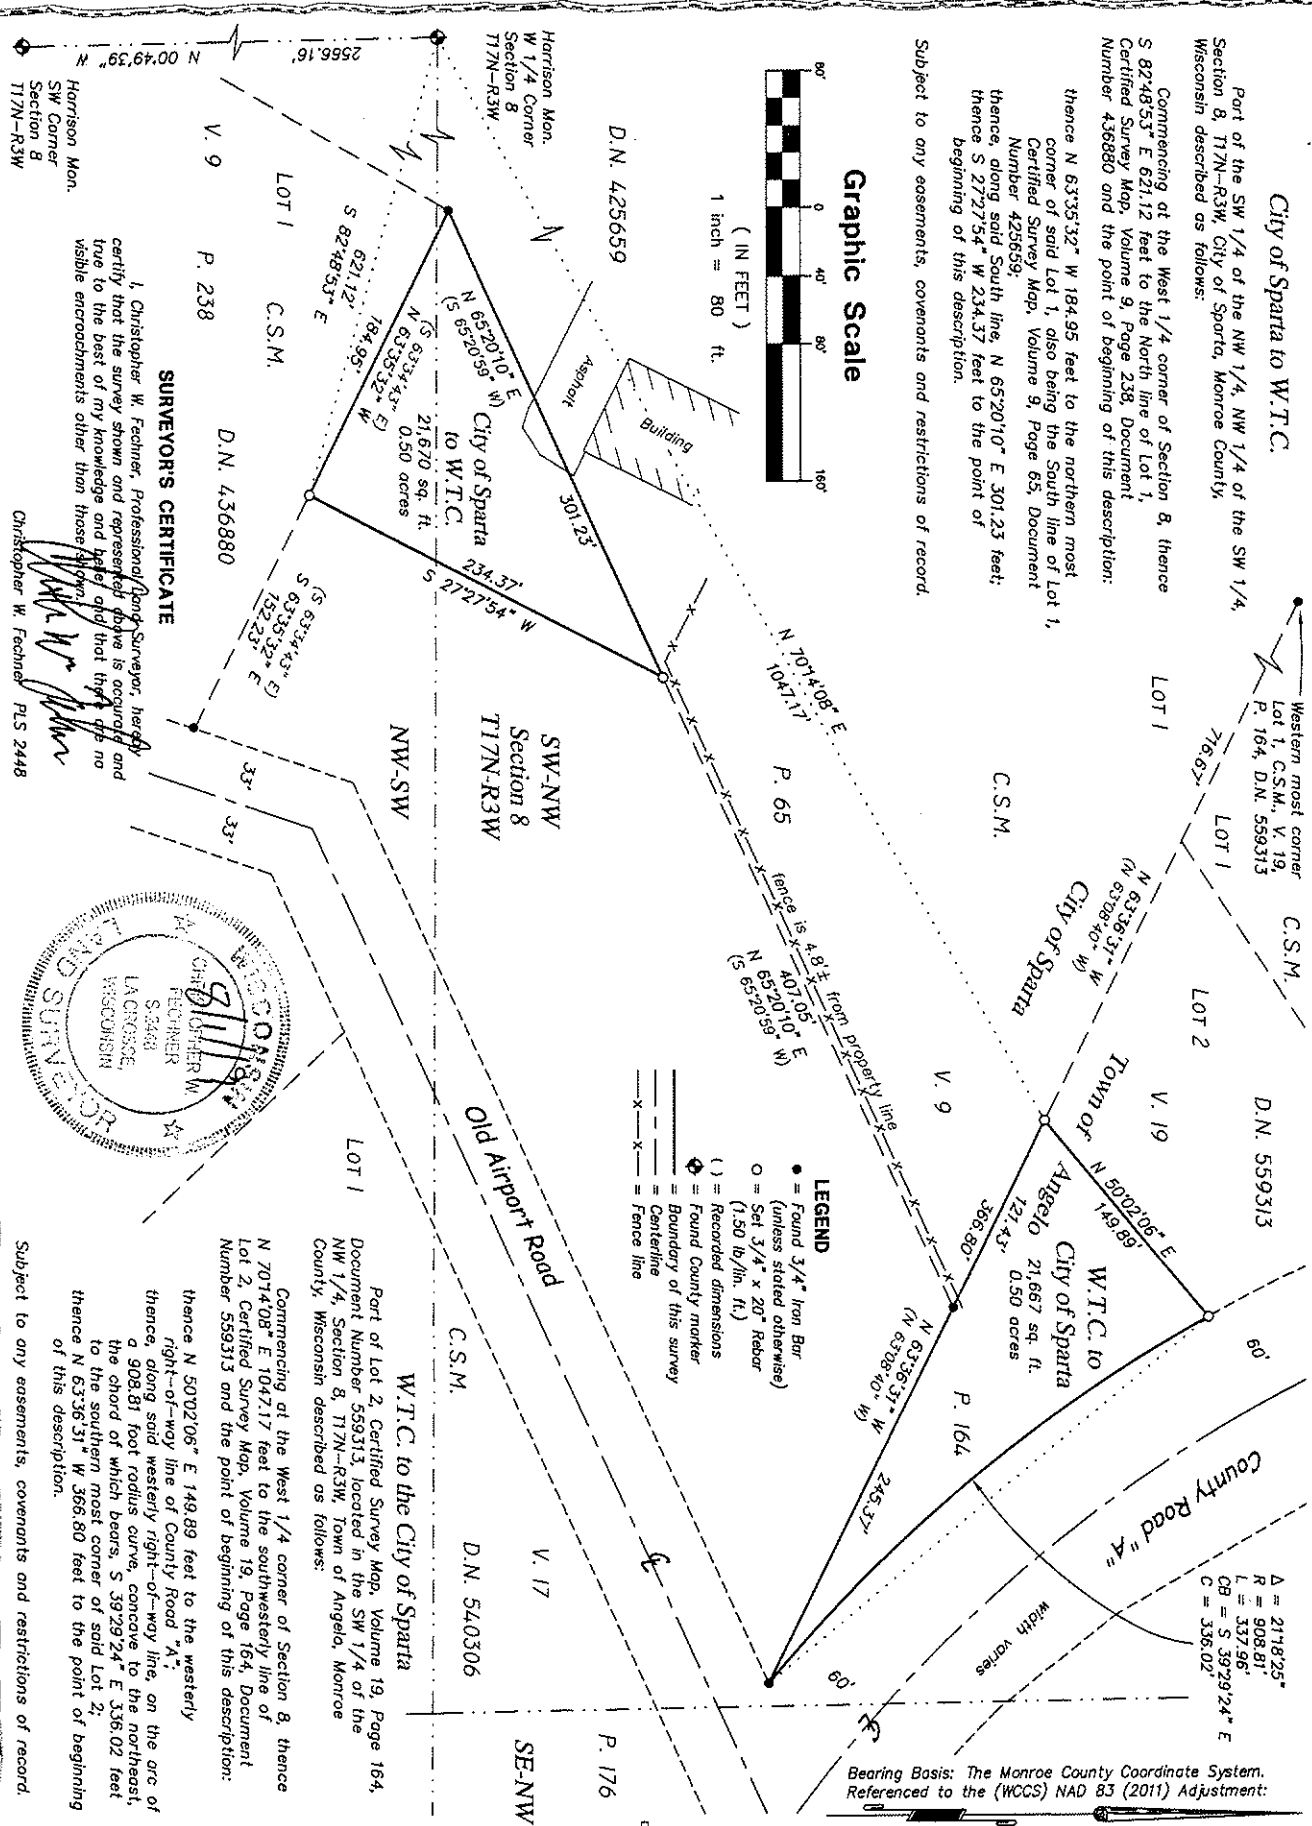 City of Sparta to W.T.C.
Part of the SW 1/4 of the NW 1/4, NW 1/4 of the SW 1/4,
Section 8, T17N-R3W, City of Sparta, Monroe County,
Wisconsin described as follows:
Commencing at the West 1/4 corner of Section 8, thence
S 82°48'53" E 621.12 feet to the North line of Lot 1,
Certified Survey Map, Volume 9, Page 238, Document
Number 436880 and the point of beginning of this description:
thence N 63°35'32" W 184.95 feet to the northern most
corner of said Lot 1, also being the South line of Lot 1,
Certified Survey Map, Volume 9, Page 65, Document
Number 425659;
thence, along said South line, N 65°20'10" E 301.23 feet;
thence S 27°27'54" W 234.37 feet to the point of
beginning of this description.
Subject to any easements, covenants and restrictions of record.
Graphic Scale
80' 0 40' 80' 160'
( IN FEET )
1 inch = 80 ft.
Western most corner
Lot 1, C.S.M., V. 19,
P. 164, D.N. 559313
716.67'
LOT 1
C.S.M.
LOT 2
V. 19
D.N. 559313
P. 164
N 63°36'31" W
(N 63°08'40" W)
City of Sparta
Town of Angelo
N 50°02'06" E
149.89'
121.43'
366.80'
W.T.C. to
City of Sparta
21,667 sq. ft.
0.50 acres
N 63°36'31" W
(N 63°08'40" W)
245.37'
60'
County Road "A"
width varies
60'
Δ = 21°18'25"
R = 908.81'
L = 337.96'
CB = S 39°29'24" E
C = 336.02'
Bearing Basis: The Monroe County Coordinate System.
Referenced to the (WCCS) NAD 83 (2011) Adjustment:
LOT 1
C.S.M.
V. 9
P. 65
D.N. 425659
N 70°14'08" E
1047.17'
Building
Asphalt
fence is 4.8'± from property line
407.05'
N 65°20'10" E
(S 65°20'59" W)
Harrison Mon.
W 1/4 Corner
Section 8
T17N-R3W
2566.16'
N 00°49'39" W
Harrison Mon.
SW Corner
Section 8
T17N-R3W
N 65°20'10" E
(S 65°20'59" W)
301.23'
City of Sparta
to W.T.C.
21,670 sq. ft.
0.50 acres
(S 63°34'43" E)
N 63°35'32" W
184.95'
621.12'
S 82°48'53" E
234.37'
S 27°27'54" W
LOT 1
C.S.M.
V. 9
P. 238
D.N. 436880
(S 63°34'43" E)
S 63°35'32" E
152.23'
SW-NW
Section 8
T17N-R3W
NW-SW
33'
33'
Old Airport Road
LOT 1
C.S.M.
V. 17
P. 176
D.N. 540306
SE-NW
LEGEND
● = Found 3/4" Iron Bar
(unless stated otherwise)
○ = Set 3/4" x 20" Rebar
(1.50 lb/lin. ft.)
( ) = Recorded dimensions
= Found County marker
= Boundary of this survey
= Centerline
—x—x— = Fence line
SURVEYOR'S CERTIFICATE
I, Christopher W. Fechner, Professional Land Surveyor, hereby
certify that the survey shown and represented above is accurate and
true to the best of my knowledge and belief and that there are no
visible encroachments other than those shown.
Christopher W. Fechner PLS 2448
WISCONSIN
CHRISTOPHER W.
FECHNER
S-2448
LA CROSSE,
WISCONSIN
LAND SURVEYOR
W.T.C. to the City of Sparta
Part of Lot 2, Certified Survey Map, Volume 19, Page 164,
Document Number 559313, located in the SW 1/4 of the
NW 1/4, Section 8, T17N-R3W, Town of Angelo, Monroe
County, Wisconsin described as follows:
Commencing at the West 1/4 corner of Section 8, thence
N 70°14'08" E 1047.17 feet to the southwesterly line of
Lot 2, Certified Survey Map, Volume 19, Page 164, Document
Number 559313 and the point of beginning of this description:
thence N 50°02'06" E 149.89 feet to the westerly
right-of-way line of County Road "A";
thence, along said westerly right-of-way line, on the arc of
a 908.81 foot radius curve, concave to the northeast,
the chord of which bears, S 39°29'24" E 336.02 feet
to the southern most corner of said Lot 2;
thence N 63°36'31" W 366.80 feet to the point of beginning
of this description.
Subject to any easements, covenants and restrictions of record.